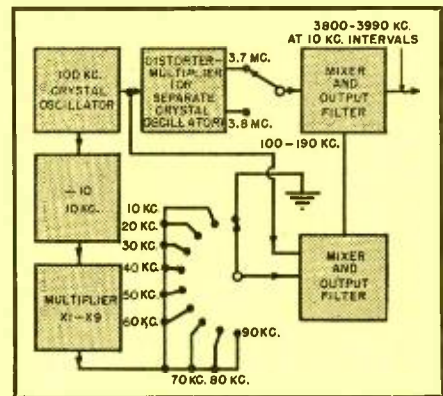 3800-3990 KC.
AT 10 KC. INTERVALS
100 KC.
CRYSTAL
OSCILLATOR
DISTORTER-
MULTIPLIER
(OR
SEPARATE
CRYSTAL
OSCILLATOR)
3.7 MC.
3.8 MC.
MIXER
AND
OUTPUT
FILTER
100-190 KC.
-10
10 KC.
10 KC.
20 KC.
30 KC.
40 KC.
50 KC.
60 KC.
70 KC. 80 KC.
90 KC.
MULTIPLIER
X1-X9
MIXER
AND
OUTPUT
FILTER